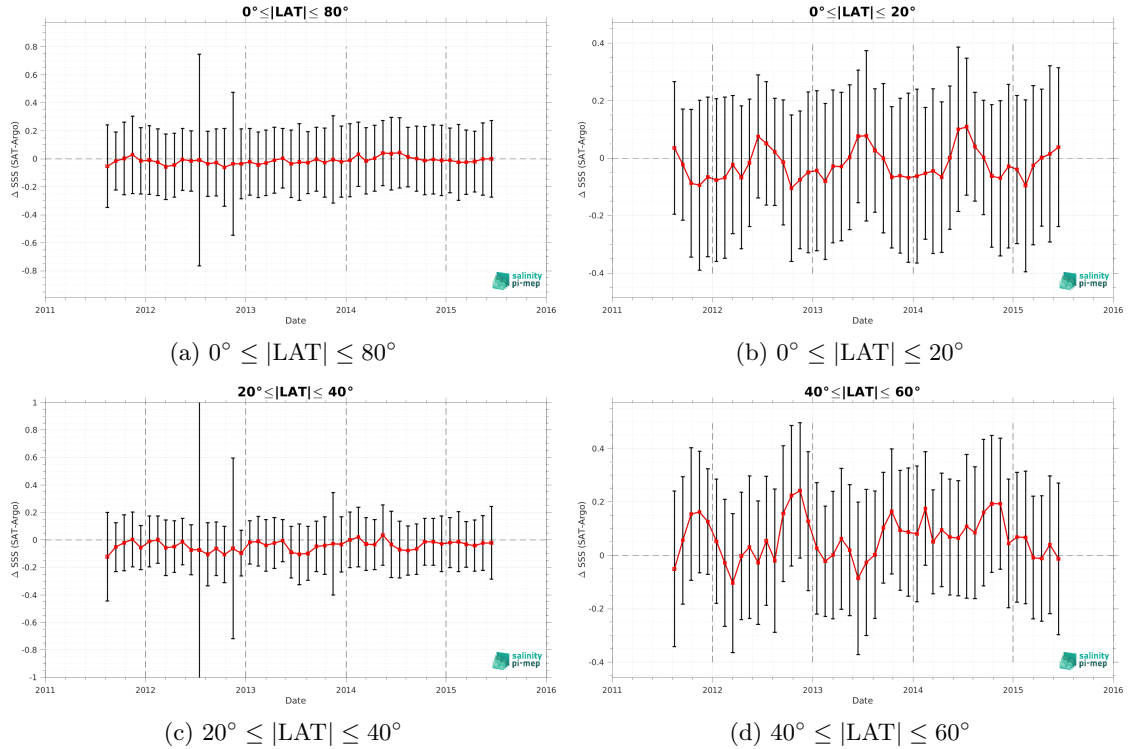 0°≤|LAT|≤ 80°
Δ SSS (SAT-Argo)
0.8
0.6
0.4
0.2
0
-0.2
-0.4
-0.6
-0.8
2011
2012
2013
2014
2015
2016
Date
salinity
pi-mep
(a) 0° ≤ |LAT| ≤ 80°
0°≤|LAT|≤ 20°
Δ SSS (SAT-Argo)
0.4
0.2
0
-0.2
-0.4
2011
2012
2013
2014
2015
2016
Date
salinity
pi-mep
(b) 0° ≤ |LAT| ≤ 20°
20°≤|LAT|≤ 40°
Δ SSS (SAT-Argo)
1
0.8
0.6
0.4
0.2
0
-0.2
-0.4
-0.6
-0.8
-1
2011
2012
2013
2014
2015
2016
Date
salinity
pi-mep
(c) 20° ≤ |LAT| ≤ 40°
40°≤|LAT|≤ 60°
Δ SSS (SAT-Argo)
0.4
0.2
0
-0.2
-0.4
2011
2012
2013
2014
2015
2016
Date
salinity
pi-mep
(d) 40° ≤ |LAT| ≤ 60°